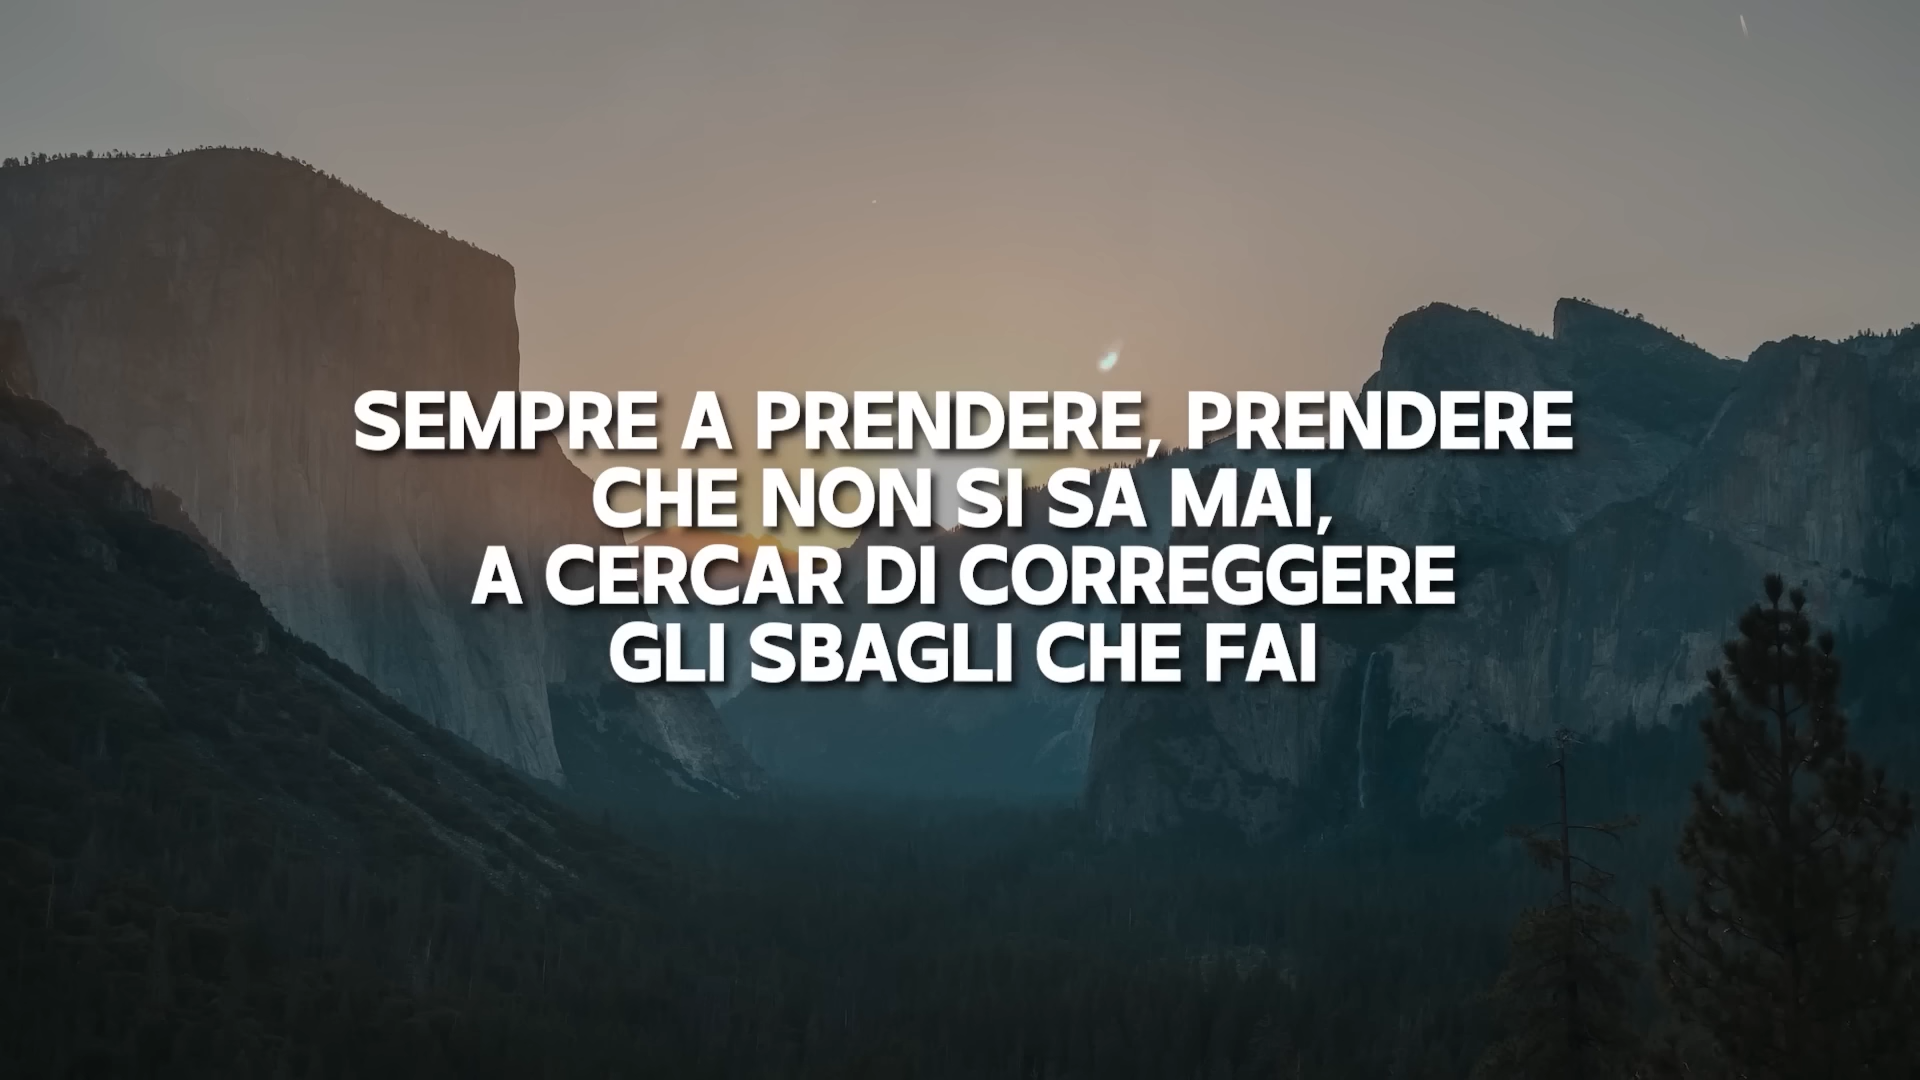 SEMPRE A PRENDERE, PRENDERE
CHE NON SI SA MAI,
A CERCAR DI CORREGGERE
GLI SBAGLI CHE FAI